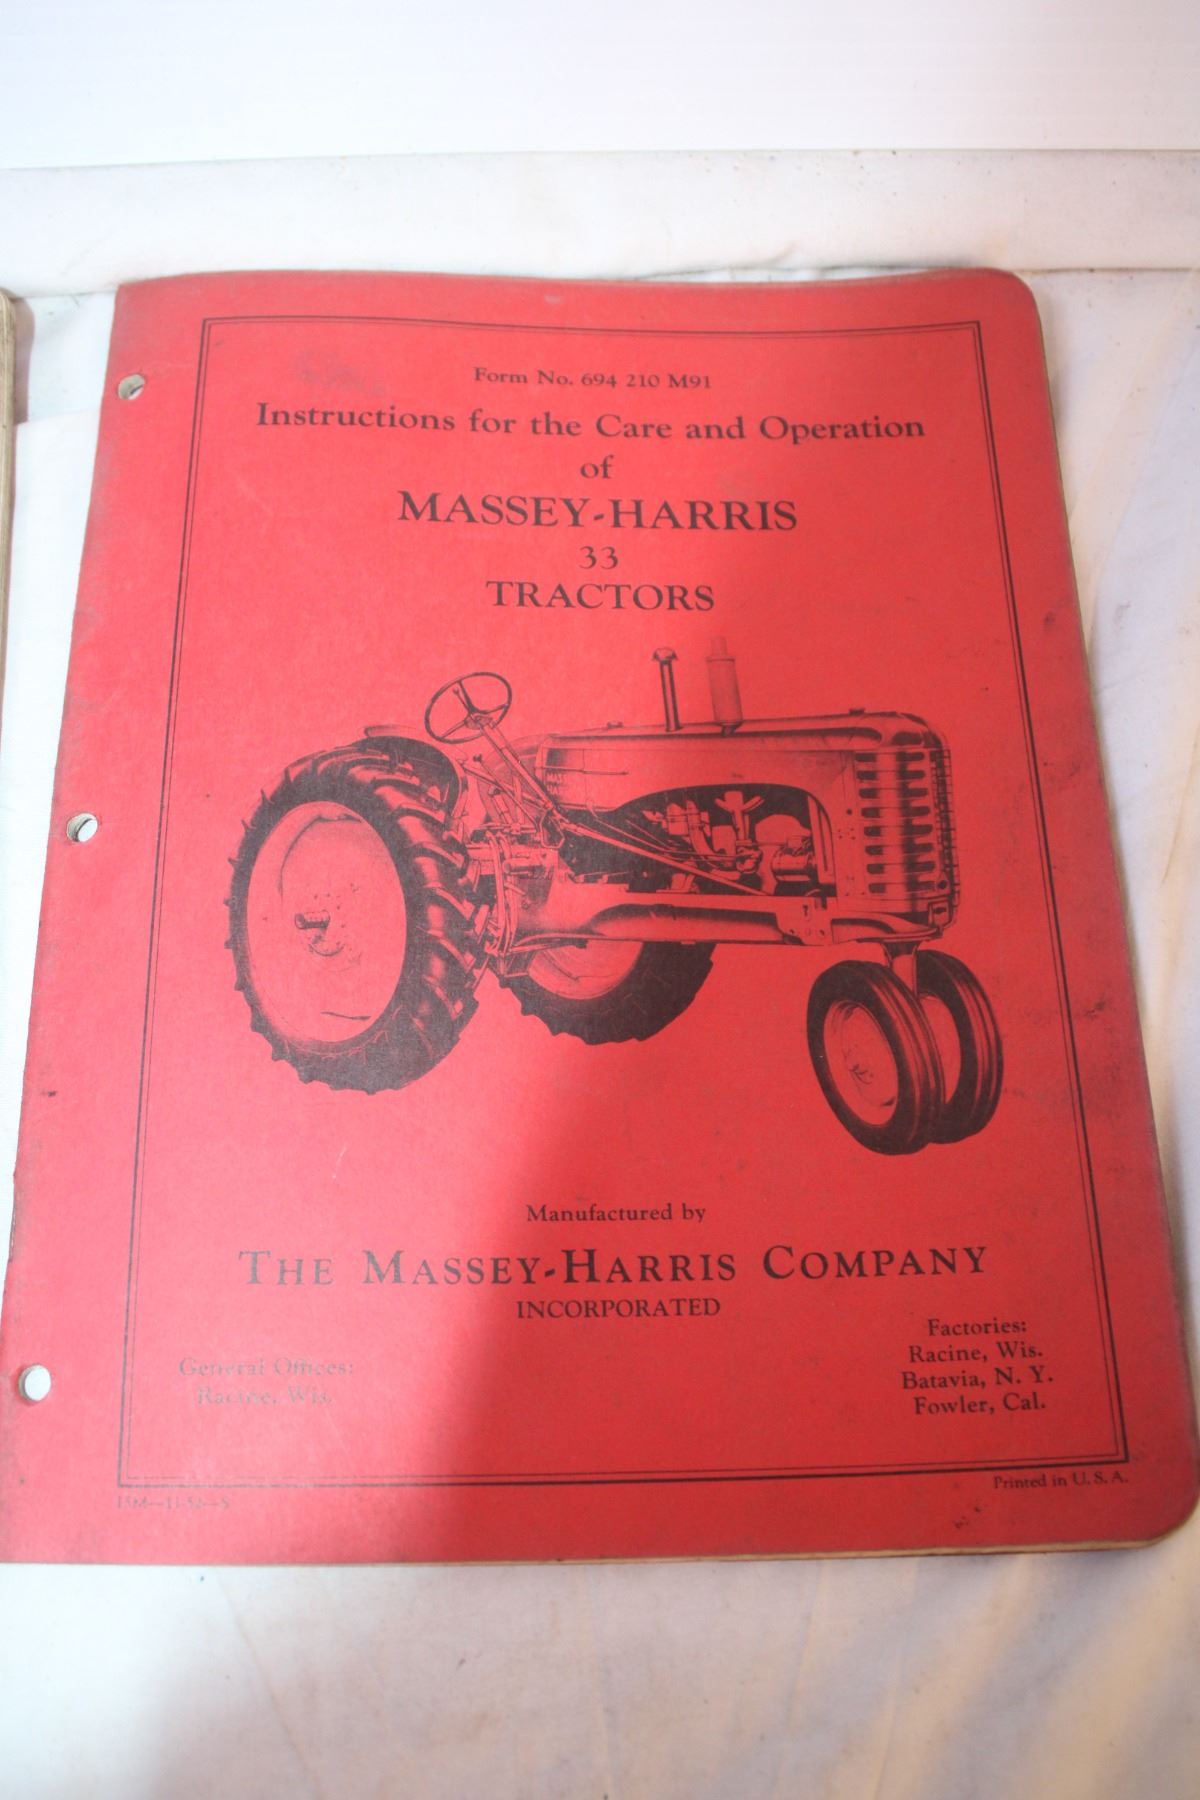 Form No. 694 210 M91
Instructions for the Care and Operation
of
MASSEY-HARRIS
33
TRACTORS
Manufactured by
THE MASSEY-HARRIS COMPANY
INCORPORATED
General Offices:
Racine, Wis.
Factories:
Racine, Wis.
Batavia, N. Y.
Fowler, Cal.
Printed in U. S. A.